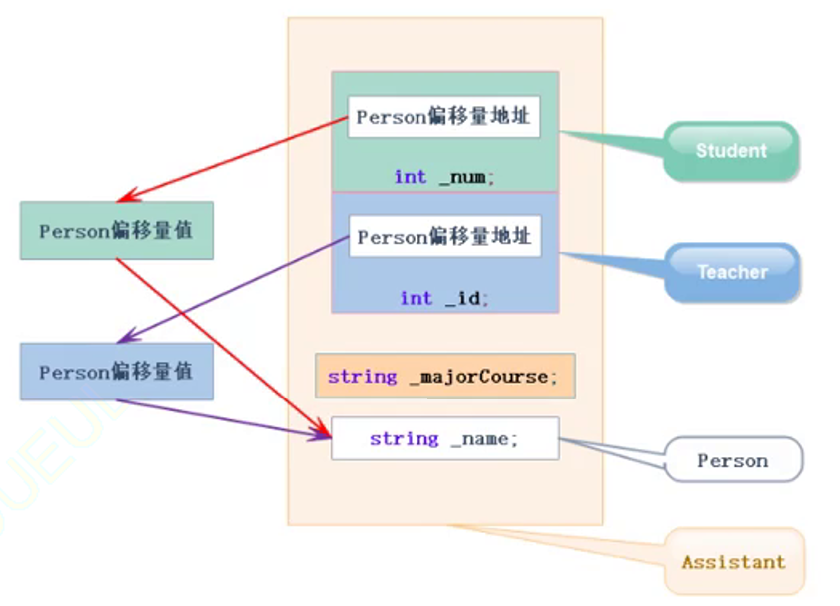 Person偏移量地址
Student
int _num;
Person偏移量值
Person偏移量地址
Teacher
int _id;
Person偏移量值
string _majorCourse;
string _name;
Person
Assistant